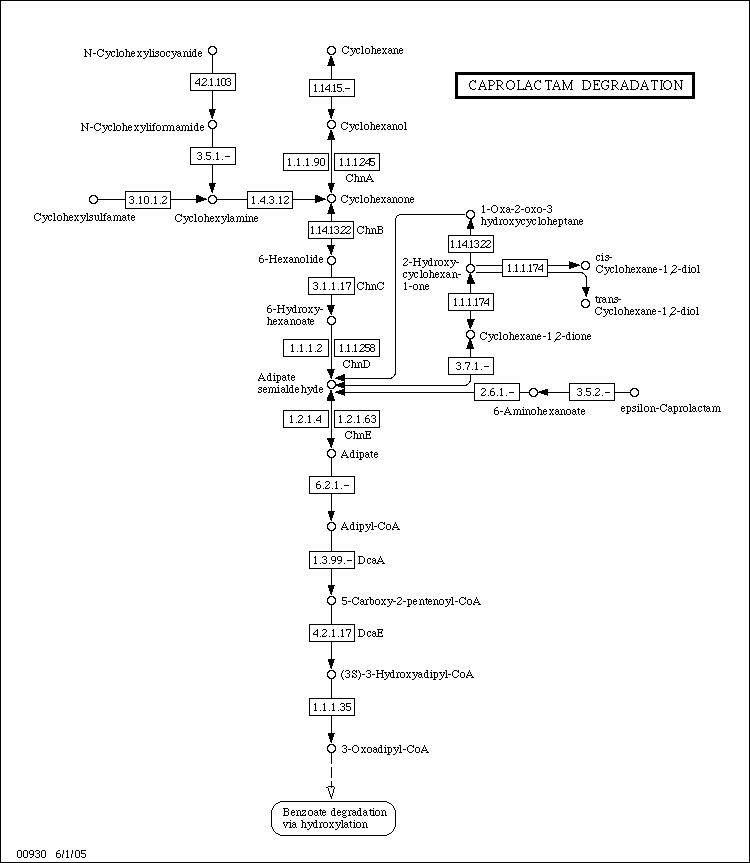 N-Cyclohexylisocyanide
Cyclohexane
4.2.1.103
1.14.15.-
CAPROLACTAM DEGRADATION
N-Cyclohexyliformamide
Cyclohexanol
3.5.1.-
1.1.1.90
1.1.1.245
ChnA
3.10.1.2
1.4.3.12
Cyclohexanone
Cyclohexylsulfamate
Cyclohexylamine
1-Oxa-2-oxo-3
hydroxycycloheptane
1.14.13.22
ChnB
1.14.13.22
6-Hexanolide
2-Hydroxy-
cyclohexan-
1-one
1.1.1.174
cis-
Cyclohexane-1,2-diol
3.1.1.17
ChnC
1.1.1.174
trans-
Cyclohexane-1,2-diol
6-Hydroxy-
hexanoate
Cyclohexane-1,2-dione
1.1.1.2
1.1.1.258
ChnD
3.7.1.-
Adipate
semialdehyde
2.6.1.-
3.5.2.-
6-Aminohexanoate
epsilon-Caprolactam
1.2.1.4
1.2.1.63
ChnE
Adipate
6.2.1.-
Adipyl-CoA
1.3.99.-
DcaA
5-Carboxy-2-pentenoyl-CoA
4.2.1.17
DcaE
(3S)-3-Hydroxyadipyl-CoA
1.1.1.35
3-Oxoadipyl-CoA
Benzoate degradation
via hydroxylation
00930 6/1/05